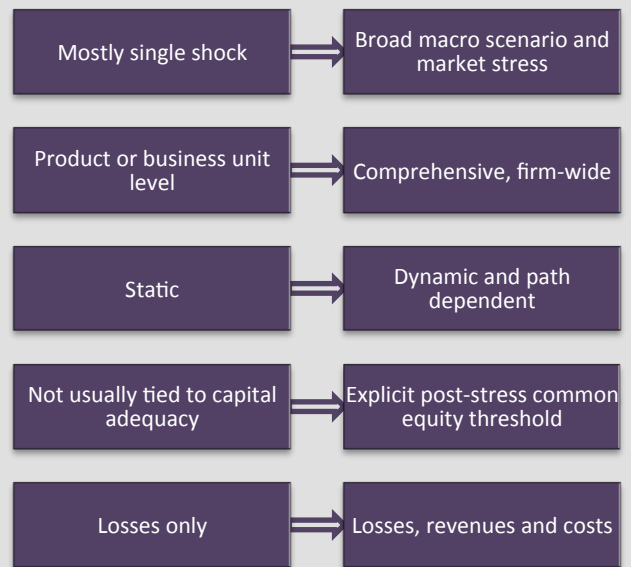 Mostly single shock
Broad macro scenario and
market stress
Product or business unit
level
Comprehensive, firm-wide
Static
Dynamic and path
dependent
Not usually tied to capital
adequacy
Explicit post-stress common
equity threshold
Losses only
Losses, revenues and costs